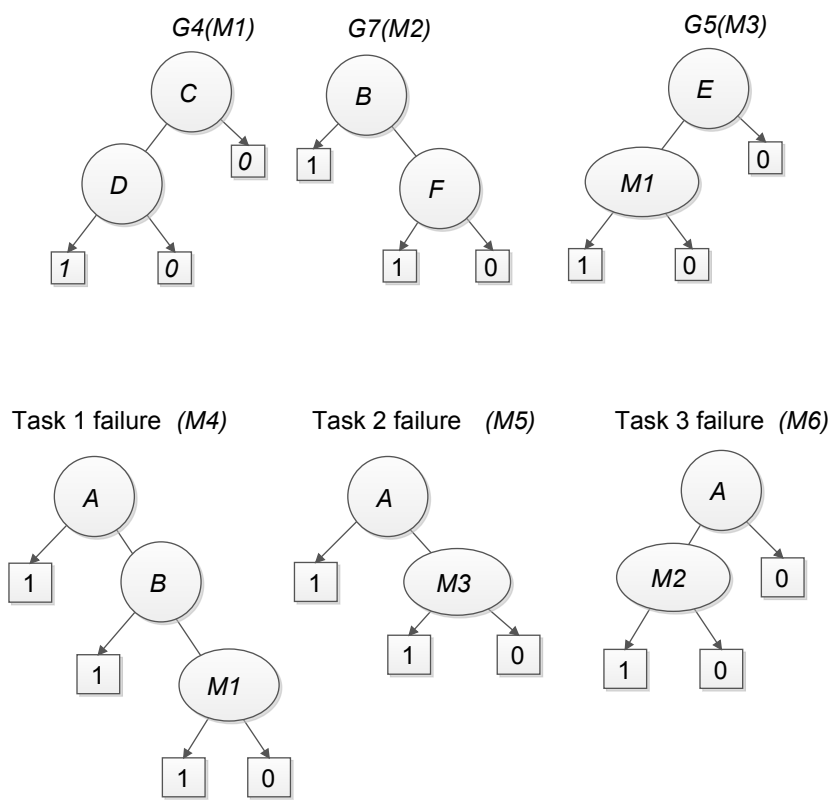 G4(M1) G7(M2) G5(M3)
C B E
0 1 0
D F M1
1 0 1 0 1 0
Task 1 failure (M4) Task 2 failure (M5) Task 3 failure (M6)
A A A
1 B 1 M3 M2 0
1 1 0 1 0
M1
1 0